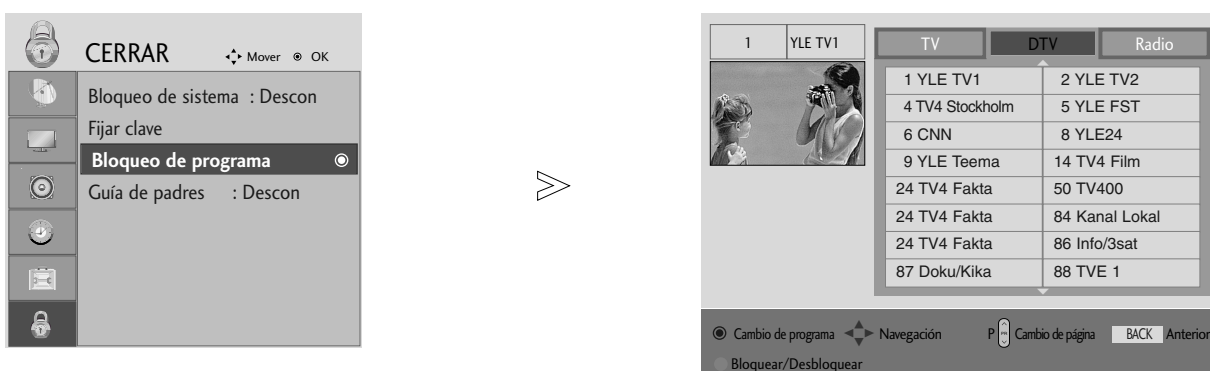 CERRAR Mover OK
Bloqueo de sistema : Descon
Fijar clave
Bloqueo de programa
Guía de padres : Descon
1 YLE TV1
TV DTV Radio
1 YLE TV1 2 YLE TV2
4 TV4 Stockholm 5 YLE FST
6 CNN 8 YLE24
9 YLE Teema 14 TV4 Film
24 TV4 Fakta 50 TV400
24 TV4 Fakta 84 Kanal Lokal
24 TV4 Fakta 86 Info/3sat
87 Doku/Kika 88 TVE 1
Cambio de programa Navegación P PR Cambio de página BACK Anterior
Bloquear/Desbloquear